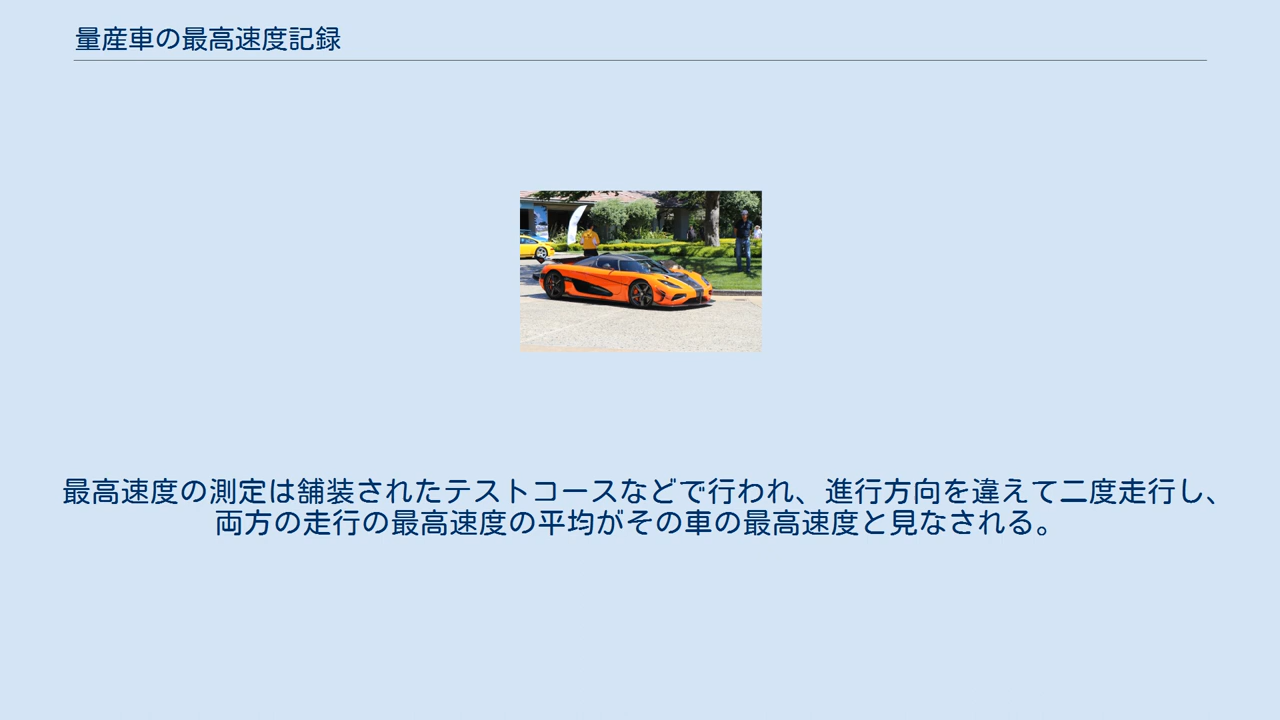 量産車の最高速度記録
最高速度の測定は舗装されたテストコースなどで行われ、進行方向を違えて二度走行し、
両方の走行の最高速度の平均がその車の最高速度と見なされる。